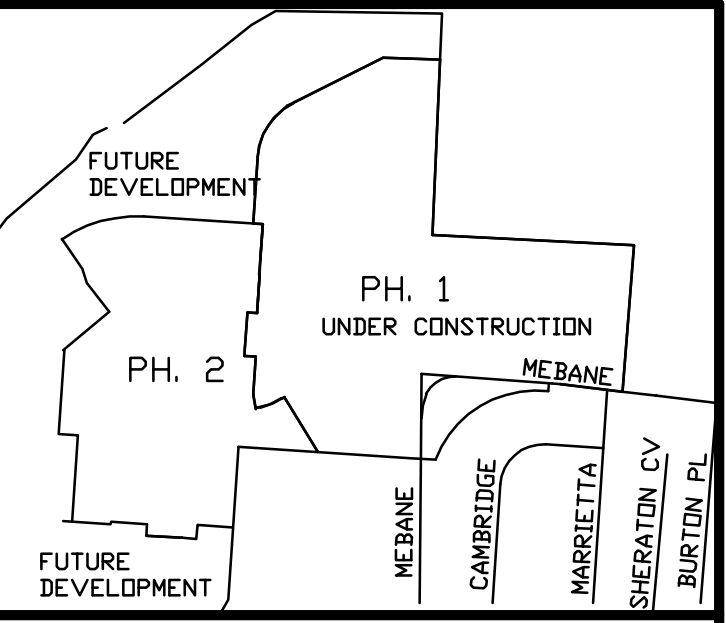 FUTURE
DEVELOPMENT
PH. 1
UNDER CONSTRUCTION
PH. 2
MEBANE
MEBANE
CAMBRIDGE
MARRIETTA
SHERATON CV
BURTON PL
FUTURE
DEVELOPMENT